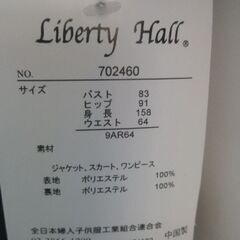 Liberty Hall®
NO. 702460
サイズ
バスト 83
ヒップ 91
身長 158
ウエスト 64
9AR64
素材
ジャケット、スカート、ワンピース
表地 ポリエステル 100%
裏地 ポリエステル 100%
全日本婦人子供服工業組合連合会
中国製